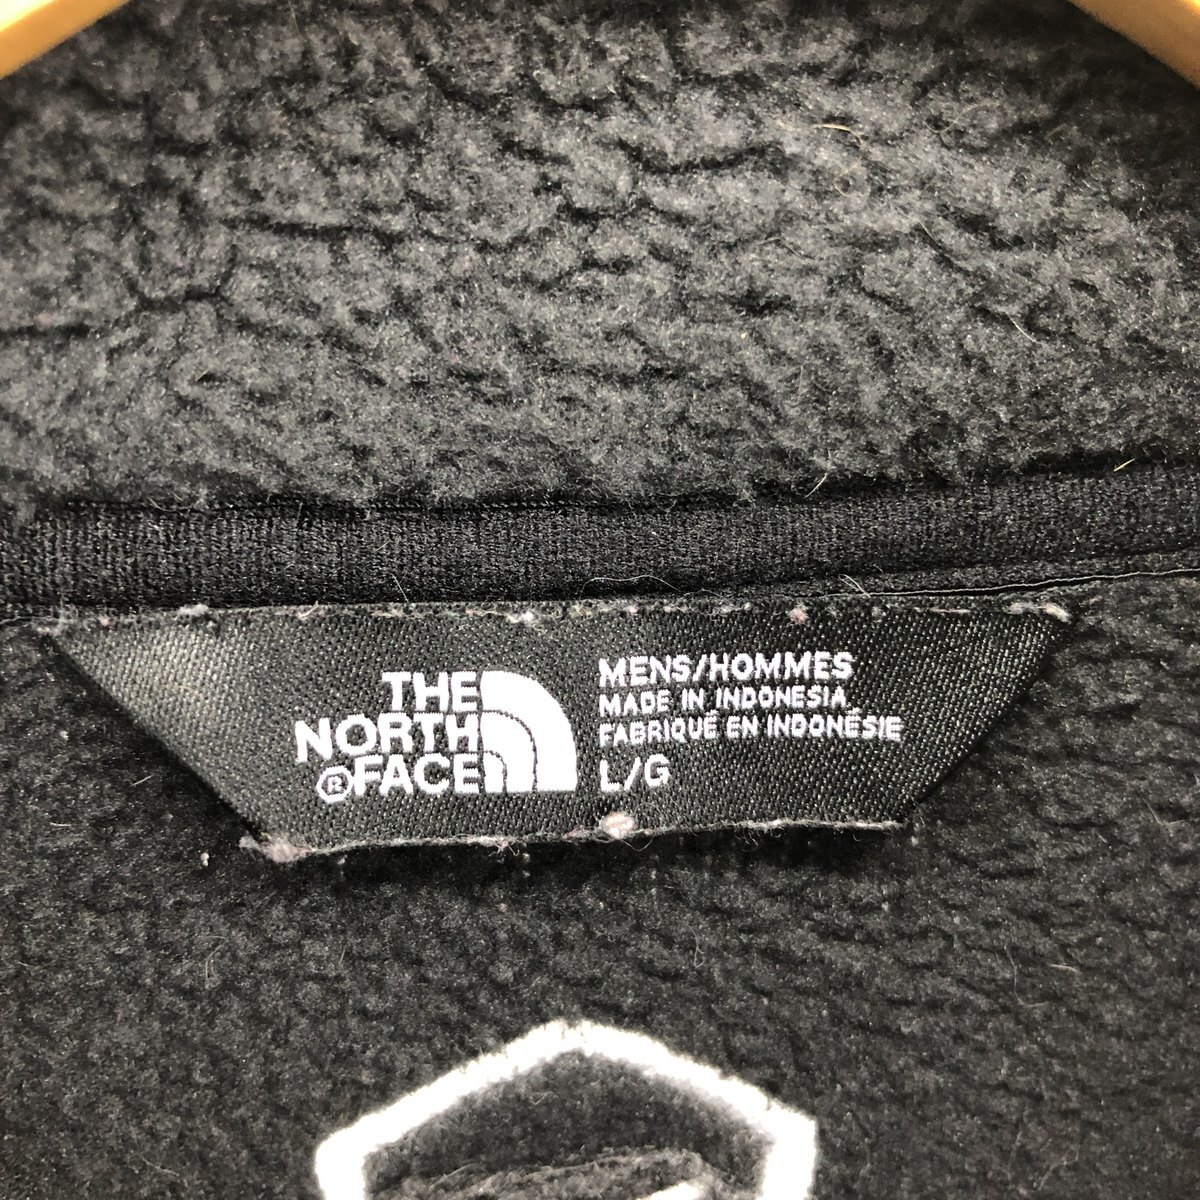 THE
NORTH
®FACE
MENS/HOMMES
MADE IN INDONESIA
FABRIQUÉ EN INDONÉSIE
L/G